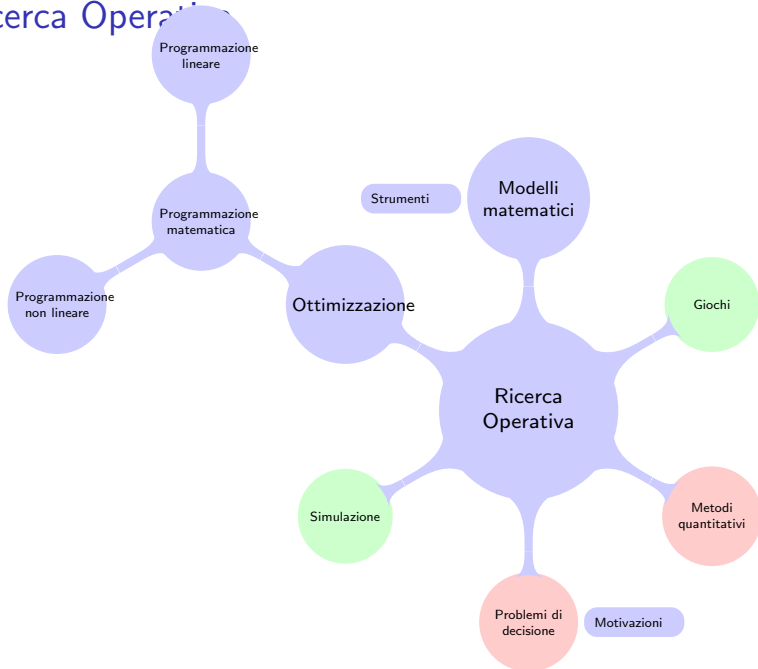 Programmazione
lineare
Modelli
matematici
Strumenti
Programmazione
matematica
Programmazione
non lineare
Ottimizzazione
Giochi
Ricerca
Operativa
Simulazione
Metodi
quantitativi
Problemi di
decisione
Motivazioni